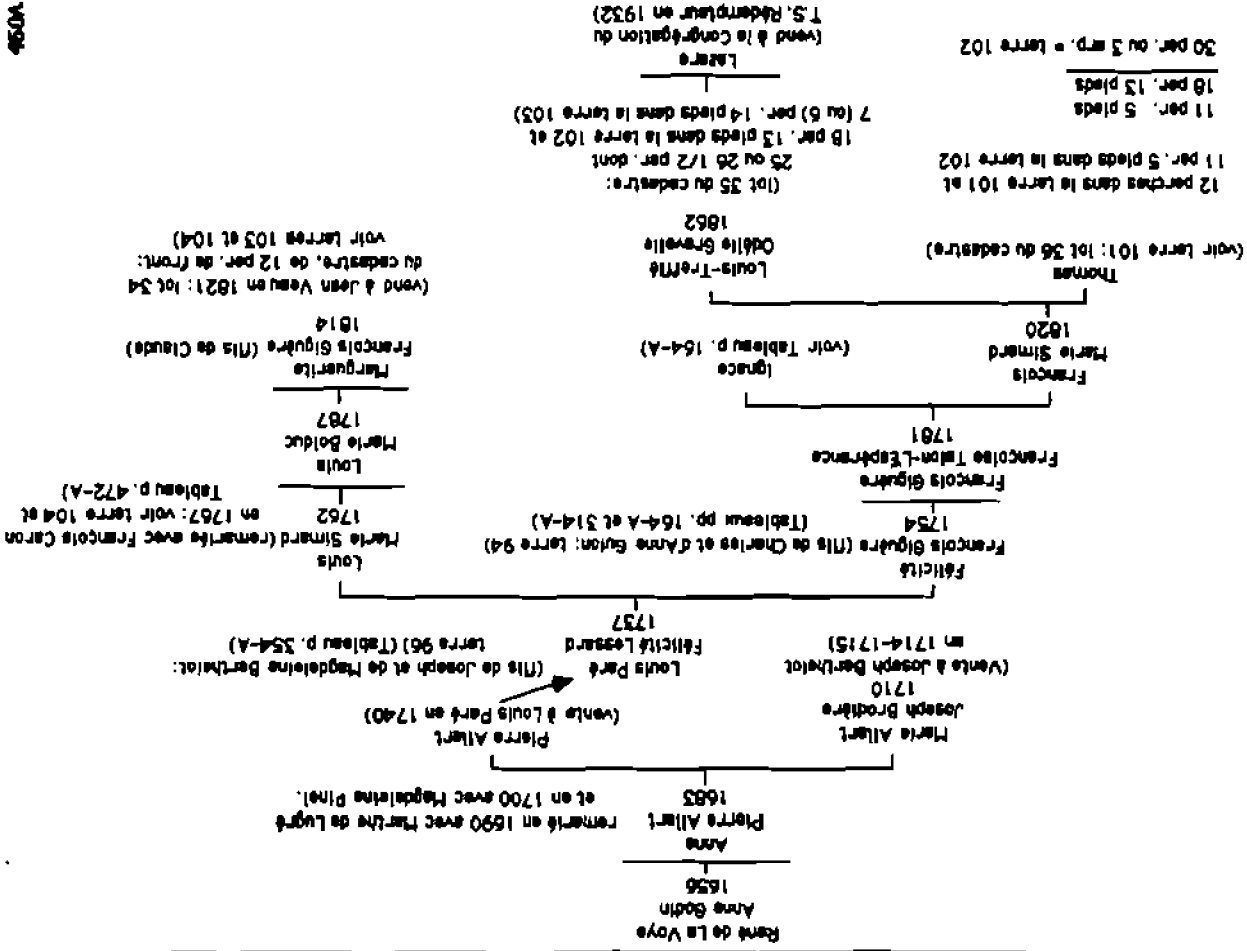 René de La Voye
Anne Godin
1656
Anne
Pierre Allart
1683
remarié en 1690 avec Marthe de Lugré
et en 1700 avec Magdeleine Pinel.
Marie Allart
Joseph Brodière
1710
(Vente à Joseph Berthelot
en 1714-1715)
Pierre Allart
(vente à Louis Paré en 1740)
Louis Paré
Félicité Lessard
1737
(fils de Joseph et de Magdeleine Berthelot:
terre 96) (Tableau p. 334-A)
Félicité
François Giguère (fils de Charles et d'Anne Guion; terre 94)
1754
(Tableaux pp. 164-A et 314-A)
Louis
Marie Simard (remariée avec François Caron
1762
en 1767: voir terre 104 et
Tableau p. 472-A)
François Giguère
Françoise Talon-L'Espérance
1781
Louis
Marie Bolduc
1787
François
Marie Simard
1820
Ignace
(voir Tableau p. 164-A)
Marguerite
François Giguère (fils de Claude)
1814
(vend à Jean Veau en 1821: lot 34
du cadastre, de 12 per. de front:
voir terres 103 et 104)
Thomas
(voir terre 101: lot 36 du cadastre)
Louis-Trefflé
Odélie Gravelle
1862
12 perches dans la terre 101 et
11 per. 5 pieds dans la terre 102
11 per. 5 pieds
18 per. 13 pieds
30 per. ou 3 arp. = terre 102
(lot 35 du cadastre:
25 ou 26 1/2 per. dont
18 per. 13 pieds dans la terre 102 et
7 (ou 6) per. 14 pieds dans la terre 103)
Lazare
(vend à la Congrégation du
T.S. Rédempteur en 1932)
460A